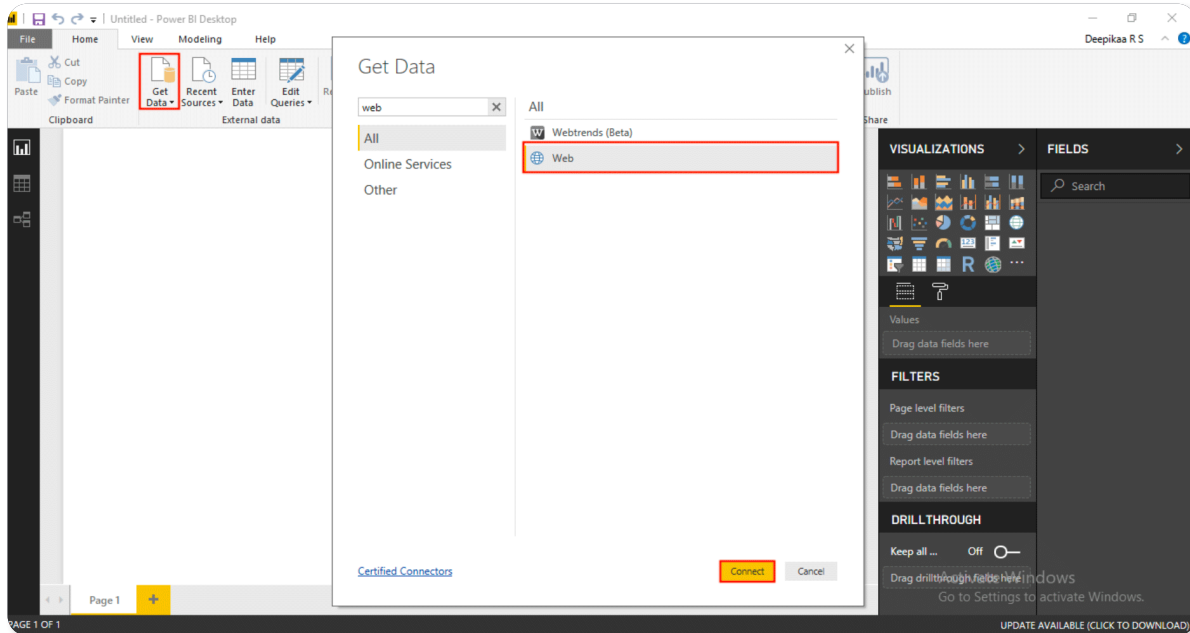 Untitled - Power BI Desktop
File Home View Modeling Help
Deepikaa R S
Paste
Cut
Copy
Format Painter
Clipboard
Get Data
Recent Sources
Enter Data
Edit Queries
External data
Re
ublish
Share
Get Data
web
All
Online Services
Other
All
Webtrends (Beta)
Web
Certified Connectors
Connect
Cancel
VISUALIZATIONS
123
R
Values
Drag data fields here
FILTERS
Page level filters
Drag data fields here
Report level filters
Drag data fields here
DRILLTHROUGH
Keep all ... Off
Drag drillthrough fields here
FIELDS
Search
Activate Windows
Go to Settings to activate Windows.
Page 1
PAGE 1 OF 1
UPDATE AVAILABLE (CLICK TO DOWNLOAD)